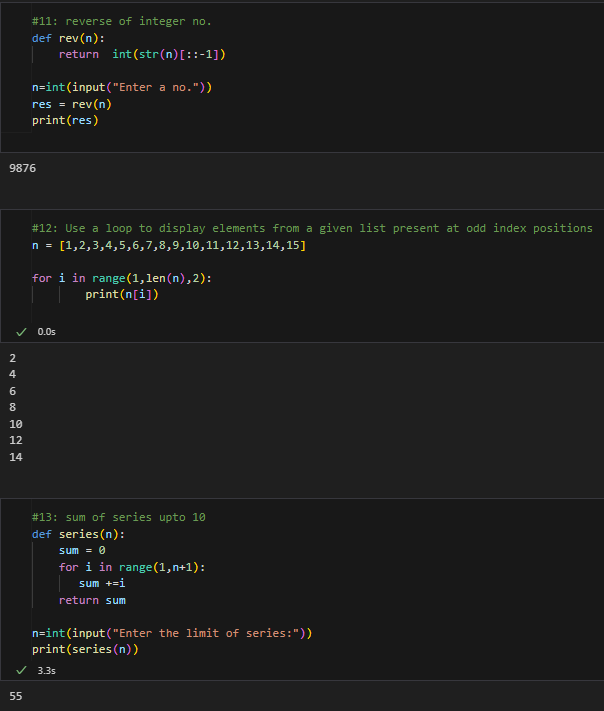 #11: reverse of integer no.
def rev(n):
    return  int(str(n)[::-1])
n=int(input("Enter a no."))
res = rev(n)
print(res)
9876
#12: Use a loop to display elements from a given list present at odd index positions
n = [1,2,3,4,5,6,7,8,9,10,11,12,13,14,15]
for i in range(1,len(n),2):
        print(n[i])
0.0s
2
4
6
8
10
12
14
#13: sum of series upto 10
def series(n):
    sum = 0
    for i in range(1,n+1):
       sum +=i
    return sum
n=int(input("Enter the limit of series:"))
print(series(n))
3.3s
55